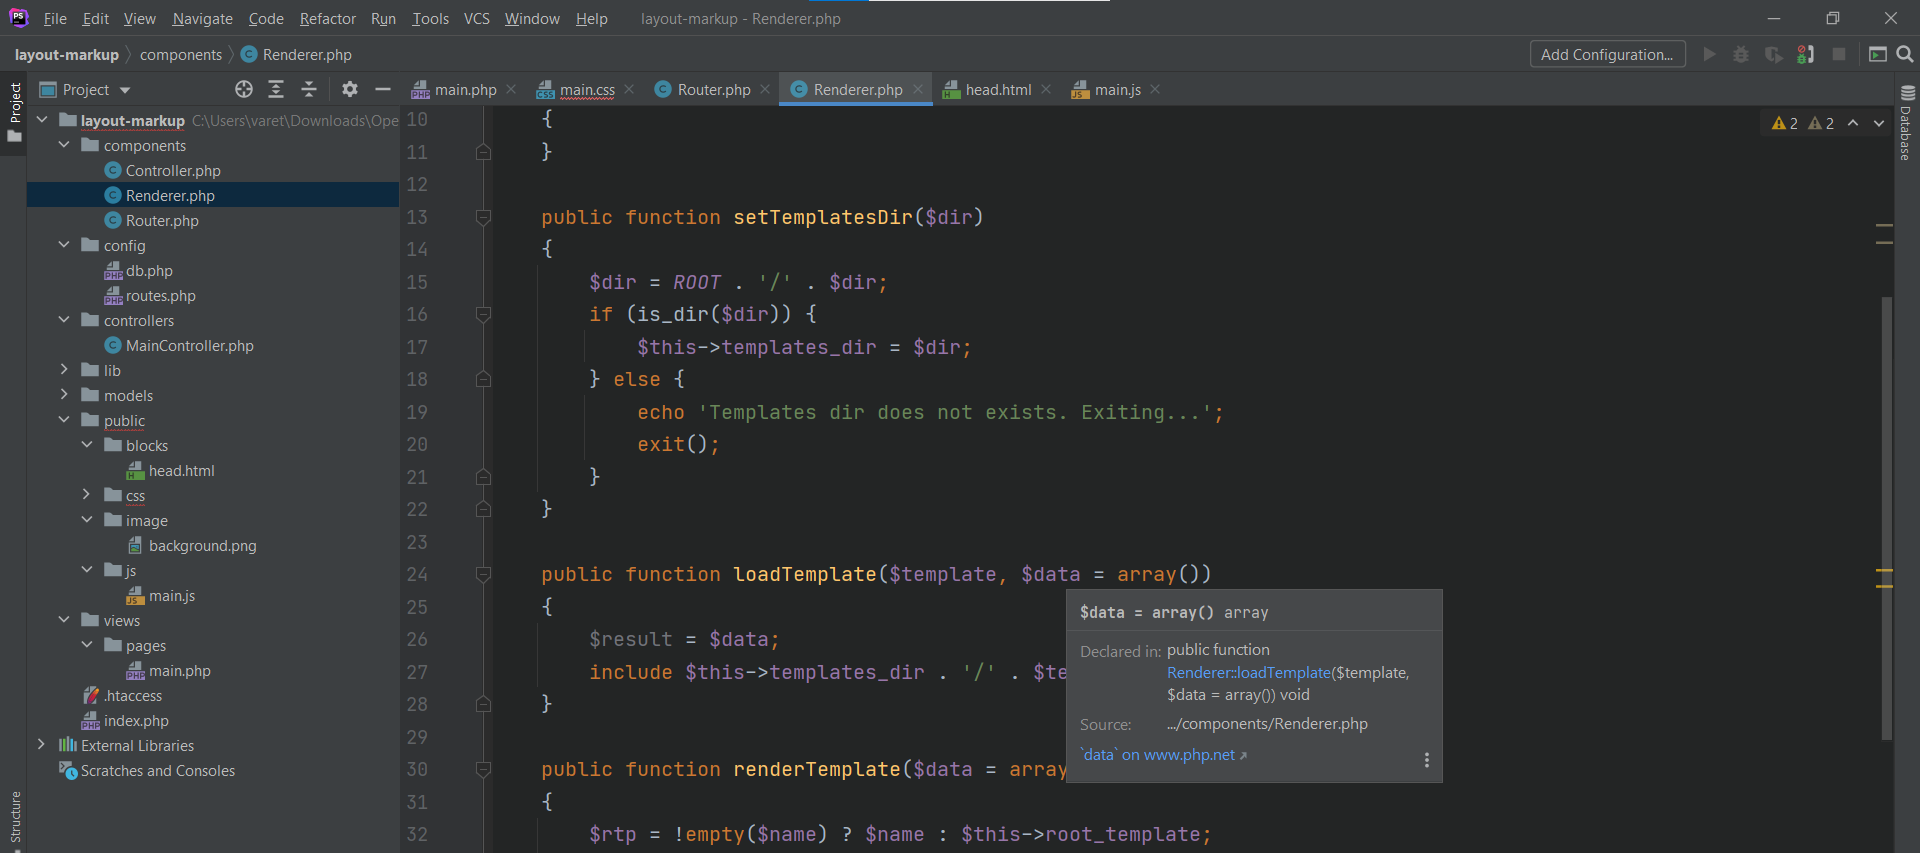 PS File Edit View Navigate Code Refactor Run Tools VCS Window Help layout-markup - Renderer.php
layout-markup components Renderer.php Add Configuration...
Project
Project main.php main.css Router.php Renderer.php head.html main.js
Database
Structure
layout-markup C:\Users\varet\Downloads\Ope
components
Controller.php
Renderer.php
Router.php
config
db.php
routes.php
controllers
MainController.php
lib
models
public
blocks
head.html
css
image
background.png
js
main.js
views
pages
main.php
.htaccess
index.php
External Libraries
Scratches and Consoles
2 2
10 {
11 }
12
13 public function setTemplatesDir($dir)
14 {
15 $dir = ROOT . '/' . $dir;
16 if (is_dir($dir)) {
17 $this->templates_dir = $dir;
18 } else {
19 echo 'Templates dir does not exists. Exiting...';
20 exit();
21 }
22 }
23
24 public function loadTemplate($template, $data = array())
25 {
26 $result = $data;
27 include $this->templates_dir . '/' . $te
28 }
29
30 public function renderTemplate($data = array
31 {
32 $rtp = !empty($name) ? $name : $this->root_template;
$data = array() array
Declared in: public function
Renderer::loadTemplate($template,
$data = array()) void
Source: .../components/Renderer.php
`data` on www.php.net